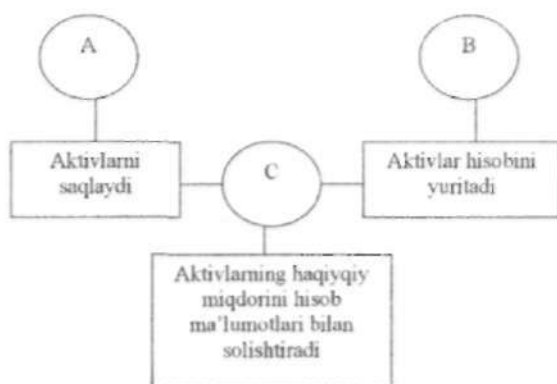 A
B
Aktivlarni
saqlaydi
C
Aktivlar hisobini
yuritadi
Aktivlarning haqiyqiy
miqdorini hisob
ma'lumotlari bilan
solishtiradi